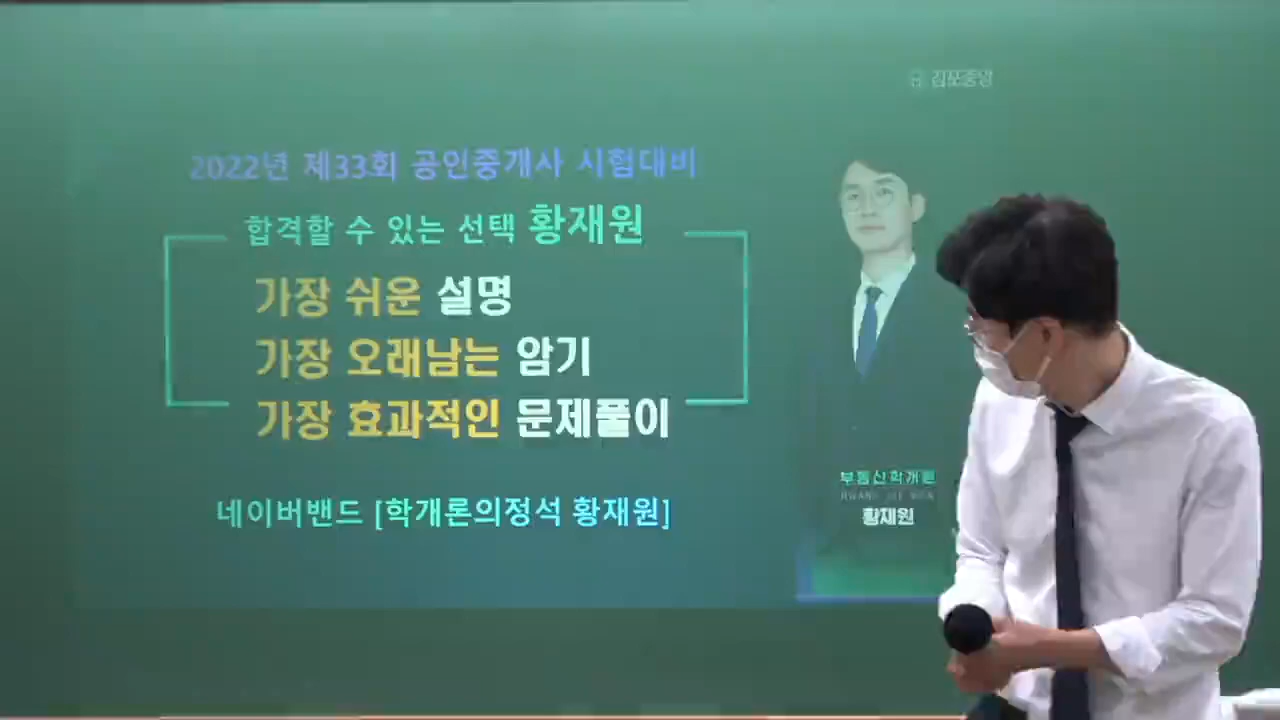 김포중앙
2022년 제33회 공인중개사 시험대비
합격할 수 있는 선택 황재원
가장 쉬운 설명
가장 오래남는 암기
가장 효과적인 문제풀이
네이버밴드 [학개론의정석 황재원]
부동산학개론
HWANG JAE WON
황재원